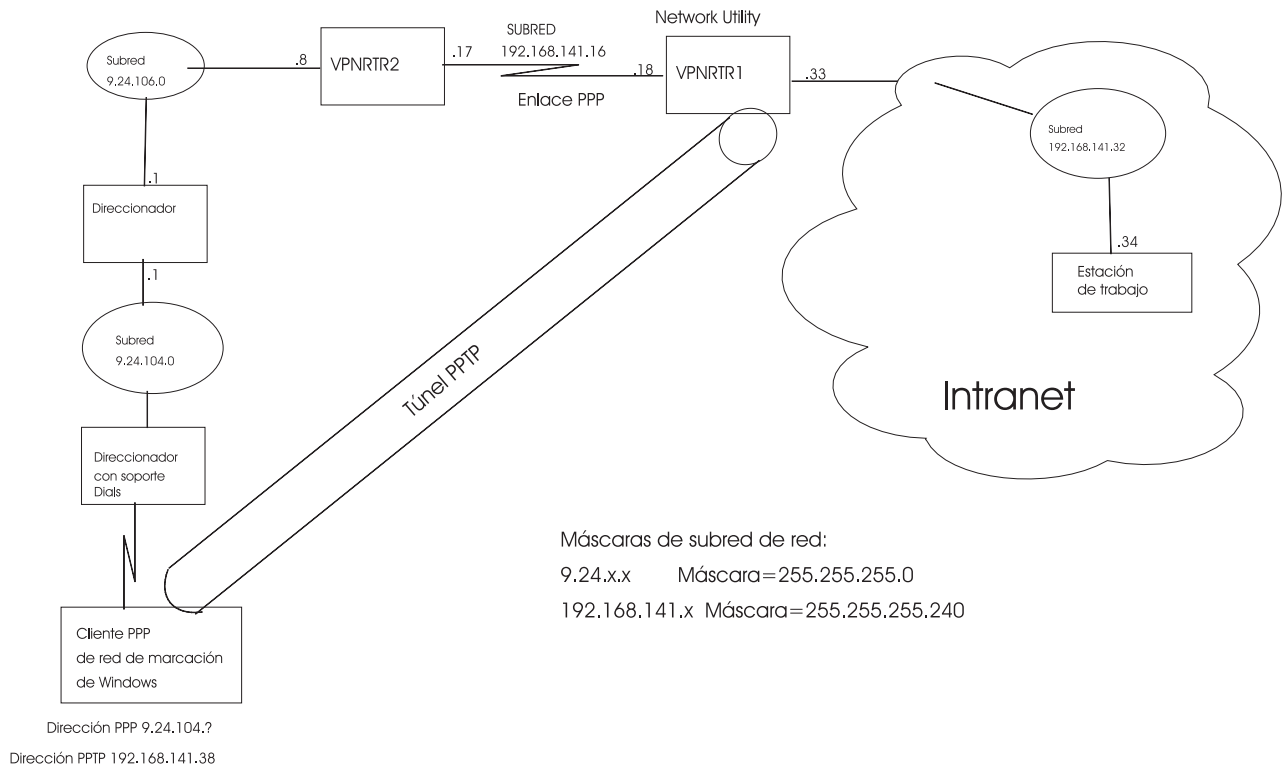 Network Utility
SUBRED
192.168.141.16
Subred
9.24.106.0
.8
VPNRTR2
.17
.18
VPNRTR1
.33
Enlace PPP
Subred
192.168.141.32
.1
Direccionador
.1
.34
Estación
de trabajo
Subred
9.24.104.0
Túnel PPTP
Intranet
Direccionador
con soporte
Dials
Máscaras de subred de red:
9.24.x.x Máscara=255.255.255.0
192.168.141.x Máscara=255.255.255.240
Cliente PPP
de red de marcación
de Windows
Dirección PPP 9.24.104.?
Dirección PPTP 192.168.141.38